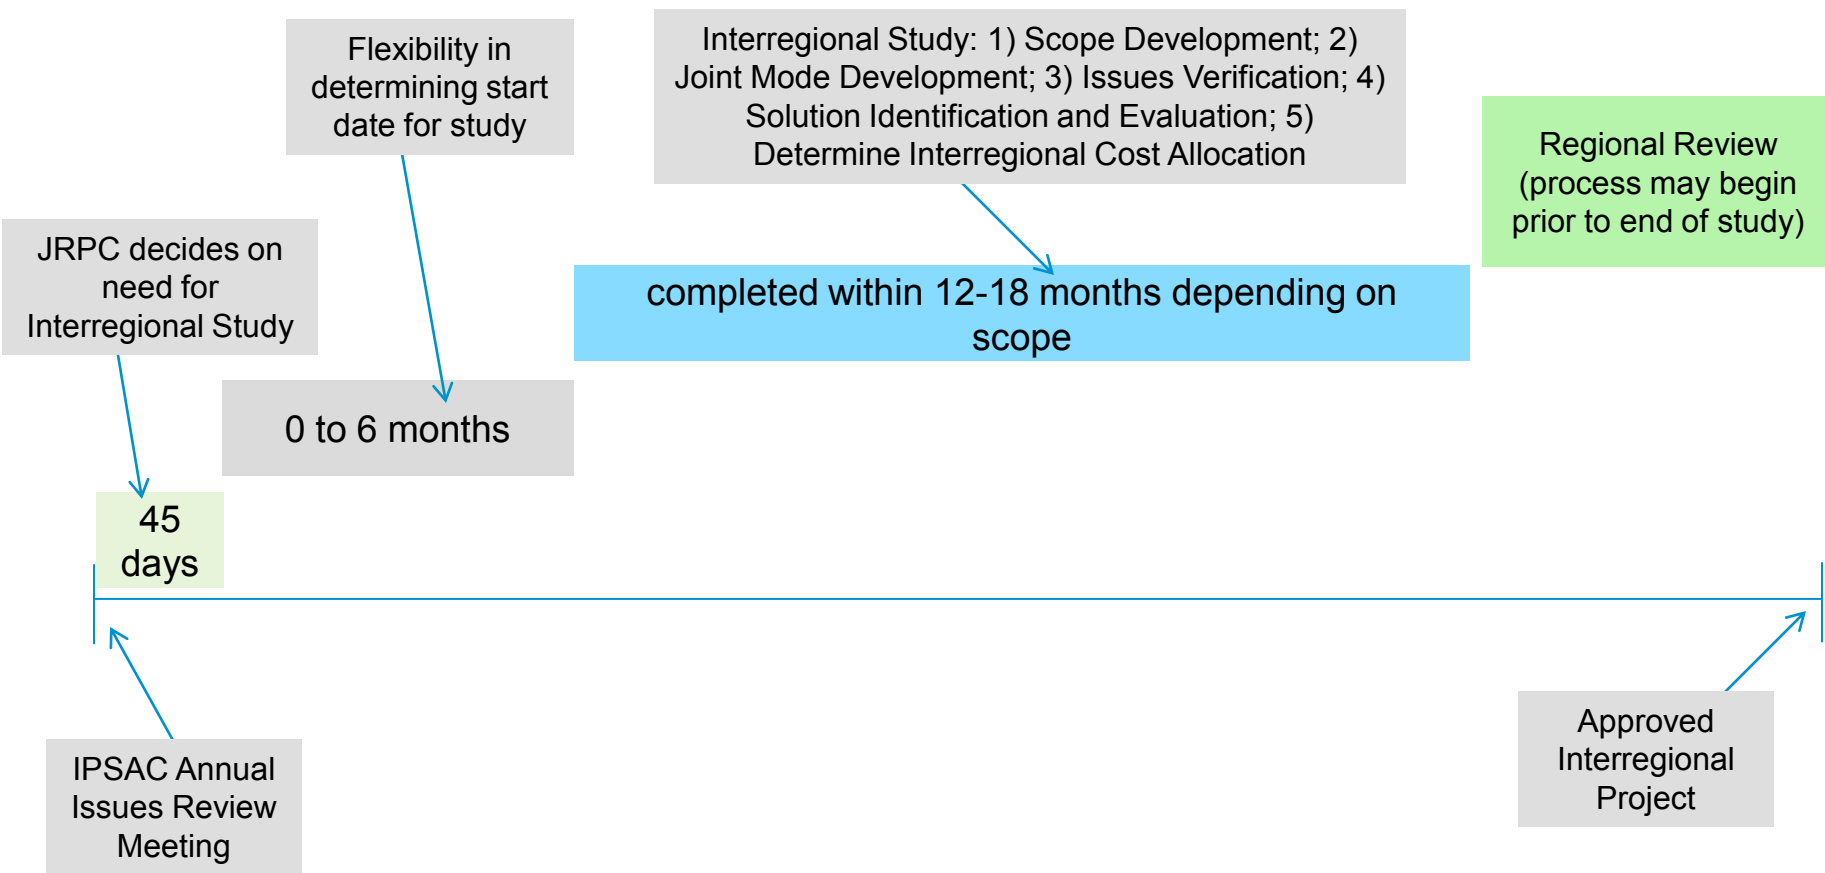 Flexibility in
determining start
date for study
Interregional Study: 1) Scope Development; 2)
Joint Mode Development; 3) Issues Verification; 4)
Solution Identification and Evaluation; 5)
Determine Interregional Cost Allocation
Regional Review
(process may begin
prior to end of study)
JRPC decides on
need for
Interregional Study
completed within 12-18 months depending on
scope
0 to 6 months
45
days
IPSAC Annual
Issues Review
Meeting
Approved
Interregional
Project